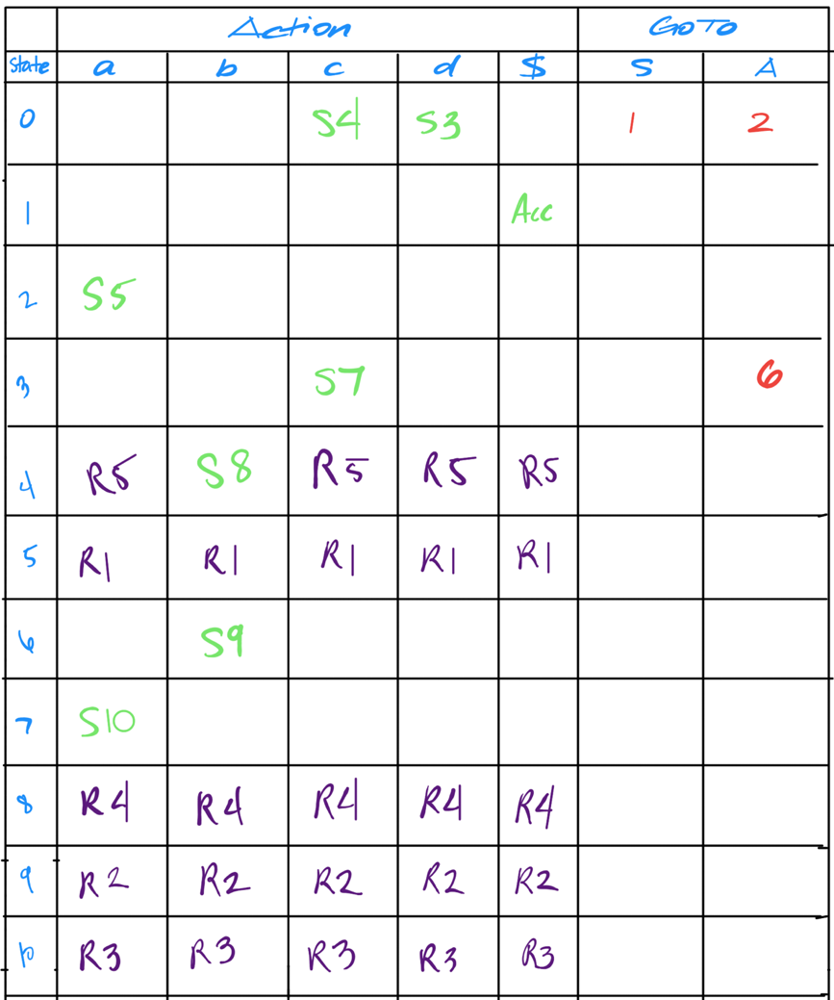 Action GOTO
State a b c d $ S A
0 S4 S3 1 2
1 Acc
2 S5
3 S7 6
4 R5 S8 R5 R5 R5
5 R1 R1 R1 R1 R1
6 S9
7 S10
8 R4 R4 R4 R4 R4
9 R2 R2 R2 R2 R2
10 R3 R3 R3 R3 R3